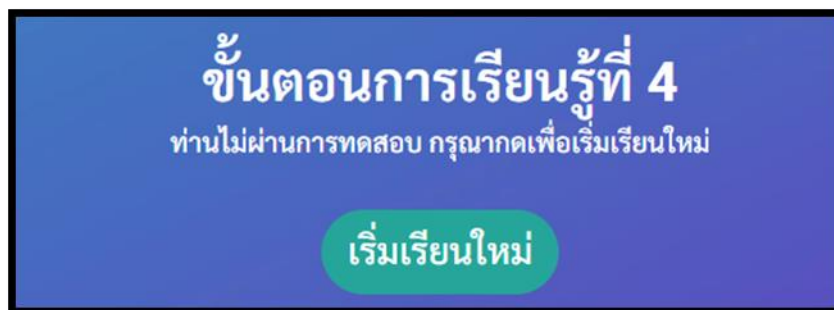 ขั้นตอนการเรียนรู้ที่ 4
ท่านไม่ผ่านการทดสอบ กรุณากดเพื่อเริ่มเรียนใหม่
เริ่มเรียนใหม่